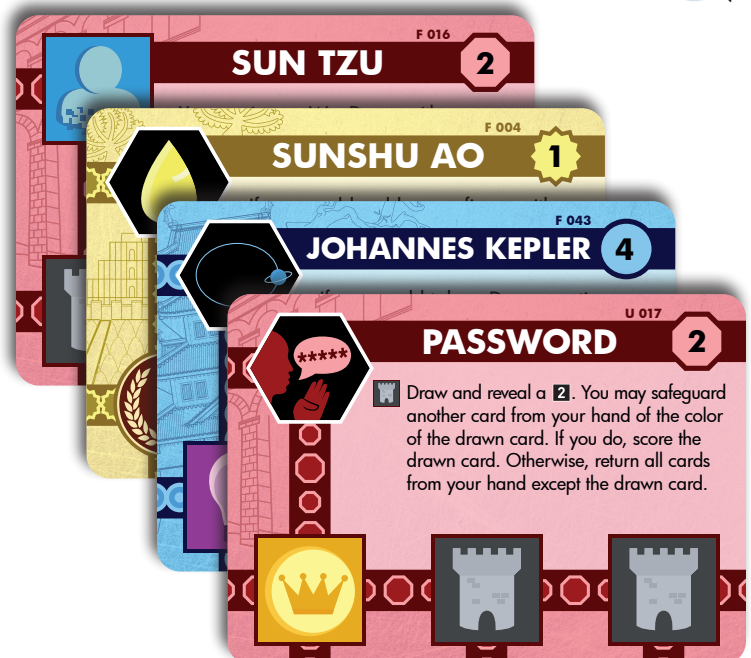 F 016
SUN TZU
2
F 004
SUNSHU AO
1
F 043
JOHANNES KEPLER
4
U 017
PASSWORD
2
*****
Draw and reveal a 2. You may safeguard
another card from your hand of the color
of the drawn card. If you do, score the
drawn card. Otherwise, return all cards
from your hand except the drawn card.